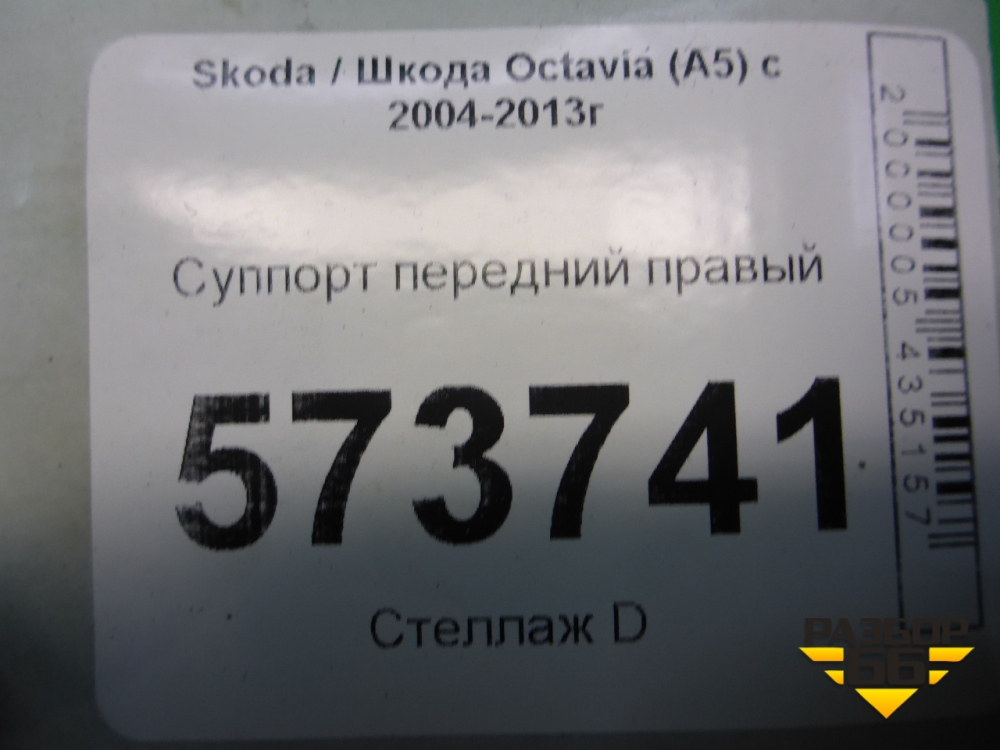 Skoda / Шкода Octavia (A5) с
2004-2013г
Суппорт передний правый
573741
Стеллаж D
2000005435157
РАЗБОР
66